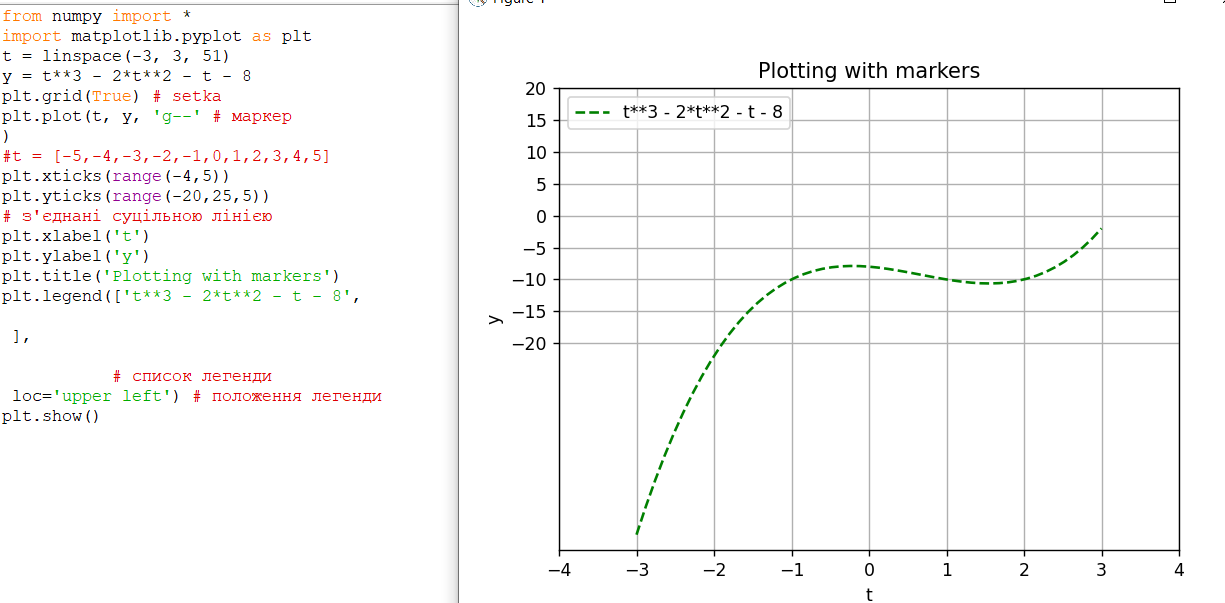 from numpy import *
import matplotlib.pyplot as plt
t = linspace(-3, 3, 51)
y = t**3 - 2*t**2 - t - 8
plt.grid(True) # setka
plt.plot(t, y, 'g--' # маркер
)
#t = [-5,-4,-3,-2,-1,0,1,2,3,4,5]
plt.xticks(range(-4,5))
plt.yticks(range(-20,25,5))
# з'єднані суцільною лінією
plt.xlabel('t')
plt.ylabel('y')
plt.title('Plotting with markers')
plt.legend(['t**3 - 2*t**2 - t - 8',
],
# список легенди
loc='upper left') # положення легенди
plt.show()
Plotting with markers
t**3 - 2*t**2 - t - 8
20
15
10
5
0
−5
−10
−15
−20
y
−4 −3 −2 −1 0 1 2 3 4
t